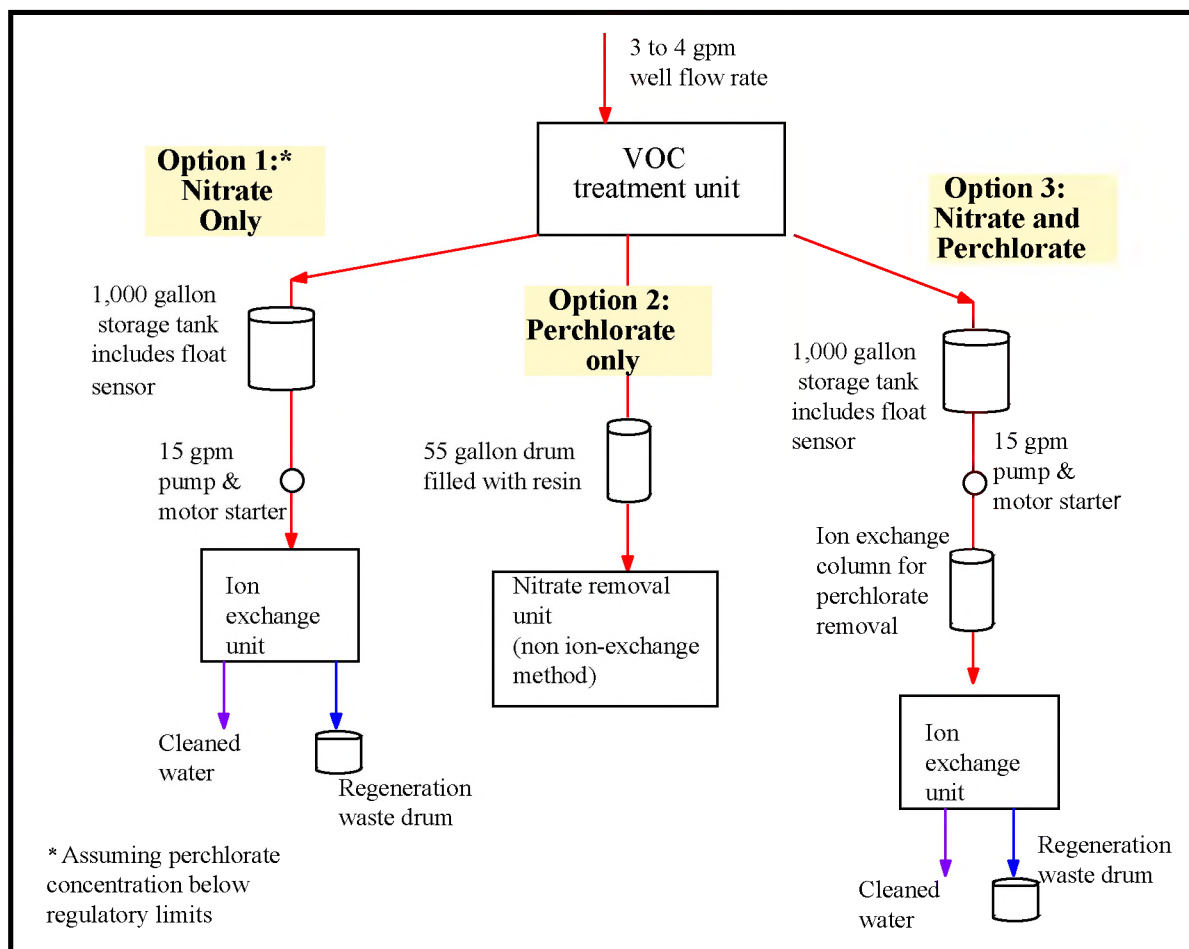 3 to 4 gpm
well flow rate
VOC
treatment unit
Option 1:*
Nitrate
Only
1,000 gallon
storage tank
includes float
sensor
15 gpm
pump &
motor starter
Ion
exchange
unit
Cleaned
water
Regeneration
waste drum
* Assuming perchlorate
concentration below
regulatory limits
Option 2:
Perchlorate
only
55 gallon drum
filled with resin
Nitrate removal
unit
(non ion-exchange
method)
Option 3:
Nitrate and
Perchlorate
1,000 gallon
storage tank
includes float
sensor
15 gpm
pump &
motor starter
Ion exchange
column for
perchlorate
removal
Ion
exchange
unit
Cleaned
water
Regeneration
waste drum